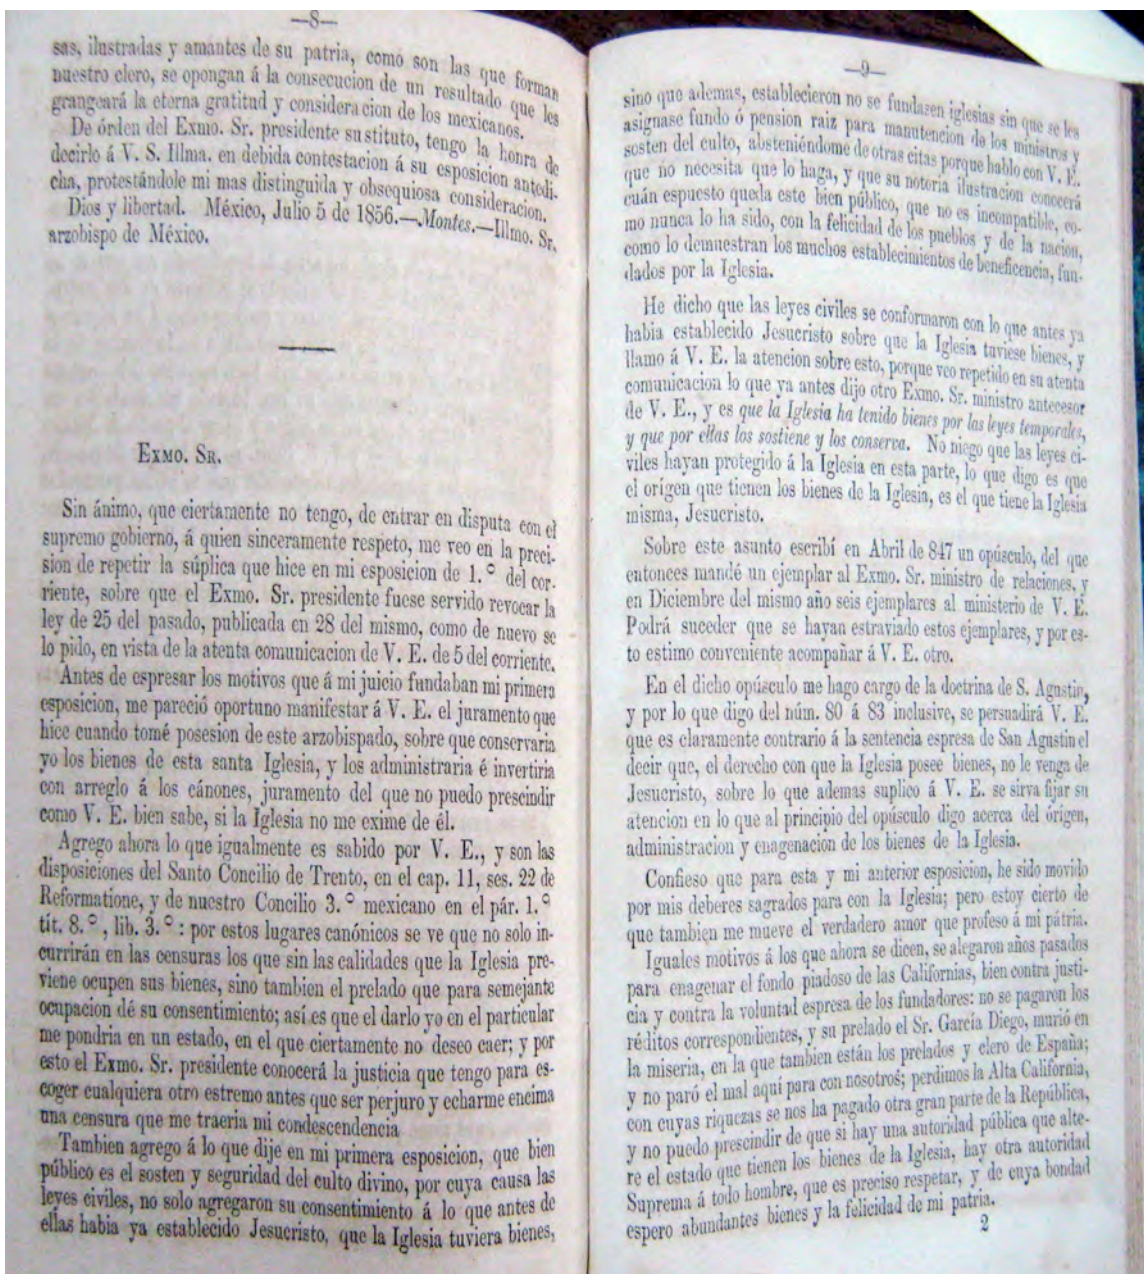 —8—
sas, ilustradas y amantes de su patria, como son las que forman
nuestro clero, se opongan á la consecucion de un resultado que les
grangeará la eterna gratitud y consideracion de los mexicanos.
De órden del Exmo. Sr. presidente sustituto, tengo la honra de
decirlo á V. S. Illma. en debida contestacion á su esposicion antedi-
cha, protestándole mi mas distinguida y obsequiosa consideracion.
Dios y libertad. México, Julio 5 de 1856.—Montes.—Illmo. Sr.
arzobispo de México.
EXMO. SR.
Sin ánimo, que ciertamente no tengo, de entrar en disputa con el
supremo gobierno, á quien sinceramente respeto, me veo en la preci-
sion de repetir la súplica que hice en mi esposicion de 1.° del cor-
riente, sobre que el Exmo. Sr. presidente fuese servido revocar la
ley de 25 del pasado, publicada en 28 del mismo, como de nuevo se
lo pido, en vista de la atenta comunicacion de V. E. de 5 del corriente.
Antes de espresar los motivos que á mi juicio fundaban mi primera
esposicion, me pareció oportuno manifestar á V. E. el juramento que
hice cuando tomé posesion de este arzobispado, sobre que conservaria
yo los bienes de esta santa Iglesia, y los administraria é invertiria
con arreglo á los cánones, juramento del que no puedo prescindir
como V. E. bien sabe, si la Iglesia no me exime de él.
Agrego ahora lo que igualmente es sabido por V. E., y son las
disposiciones del Santo Concilio de Trento, en el cap. 11, ses. 22 de
Reformatione, y de nuestro Concilio 3.° mexicano en el pár. 1.°
tít. 8.°, lib. 3.°: por estos lugares canónicos se ve que no solo in-
currirán en las censuras los que sin las calidades que la Iglesia pre-
viene ocupen sus bienes, sino tambien el prelado que para semejante
ocupacion dé su consentimiento; así es que el darlo yo en el particular
me pondria en un estado, en el que ciertamente no deseo caer; y por
esto el Exmo. Sr. presidente conocerá la justicia que tengo para es-
coger cualquiera otro estremo antes que ser perjuro y echarme encima
una censura que me traeria mi condescendencia
Tambien agrego á lo que dije en mi primera esposicion, que bien
público es el sosten y seguridad del culto divino, por cuya causa las
leyes civiles, no solo agregaron su consentimiento á lo que antes de
ellas habia ya establecido Jesucristo, que la Iglesia tuviera bienes,
—9—
sino que ademas, establecieron no se fundasen iglesias sin que se les
asignase fundo ó pension raiz para manutencion de los ministros y
sosten del culto, absteniéndome de otras citas porque hablo con V. E.
que no necesita que lo haga, y que su notoria ilustracion conocerá
cuán espuesto queda este bien público, que no es incompatible, co-
mo nunca lo ha sido, con la felicidad de los pueblos y de la nacion,
como lo demuestran los muchos establecimientos de beneficencia, fun-
dados por la Iglesia.
He dicho que las leyes civiles se conformaron con lo que antes ya
habia establecido Jesucristo sobre que la Iglesia tuviese bienes, y
llamo á V. E. la atencion sobre esto, porque veo repetido en su atenta
comunicacion lo que ya antes dijo otro Exmo. Sr. ministro antecesor
de V. E., y es que la Iglesia ha tenido bienes por las leyes temporales,
y que por ellas los sostiene y los conserva. No niego que las leyes ci-
viles hayan protegido á la Iglesia en esta parte, lo que digo es que
el orígen que tienen los bienes de la Iglesia, es el que tiene la Iglesia
misma, Jesucristo.
Sobre este asunto escribí en Abril de 847 un opúsculo, del que
entonces mandé un ejemplar al Exmo. Sr. ministro de relaciones, y
en Diciembre del mismo año seis ejemplares al ministerio de V. E.
Podrá suceder que se hayan estraviado estos ejemplares, y por es-
to estimo conveniente acompañar á V. E. otro.
En el dicho opúsculo me hago cargo de la doctrina de S. Agustin,
y por lo que digo del núm. 80 á 83 inclusive, se persuadirá V. E.
que es claramente contrario á la sentencia espresa de San Agustin el
decir que, el derecho con que la Iglesia posee bienes, no le venga de
Jesucristo, sobre lo que ademas suplico á V. E. se sirva fijar su
atencion en lo que al principio del opúsculo digo acerca del órigen,
administracion y enagenacion de los bienes de la Iglesia.
Confieso que para esta y mi anterior esposicion, he sido movido
por mis deberes sagrados para con la Iglesia; pero estoy cierto de
que tambien me mueve el verdadero amor que profeso á mi pátria.
Iguales motivos á los que ahora se dicen, se alegaron años pasados
para enagenar el fondo piadoso de las Californias, bien contra justi-
cia y contra la voluntad espresa de los fundadores: no se pagaron los
réditos correspondientes, y su prelado el Sr. García Diego, murió en
la miseria, en la que tambien están los prelados y clero de España;
y no paró el mal aquí para con nosotros; perdimos la Alta California,
con cuyas riquezas se nos ha pagado otra gran parte de la República,
y no puedo prescindir de que si hay una autoridad pública que alte-
re el estado que tienen los bienes de la Iglesia, hay otra autoridad
Suprema á todo hombre, que es preciso respetar, y de cuya bondad
espero abundantes bienes y la felicidad de mi patria.
2